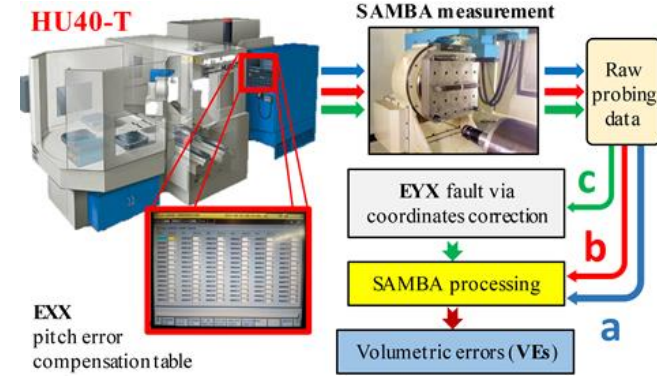 HU40-T
SAMBA measurement
Raw
probing
data
EYX fault via
coordinates correction
c
b
a
SAMBA processing
Volumetric errors (VEs)
EXX
pitch error
compensation table